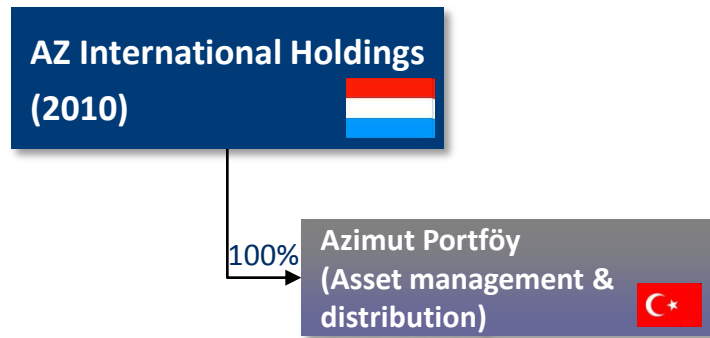 AZ International Holdings
(2010)
100%
Azimut Portföy
(Asset management &
distribution)